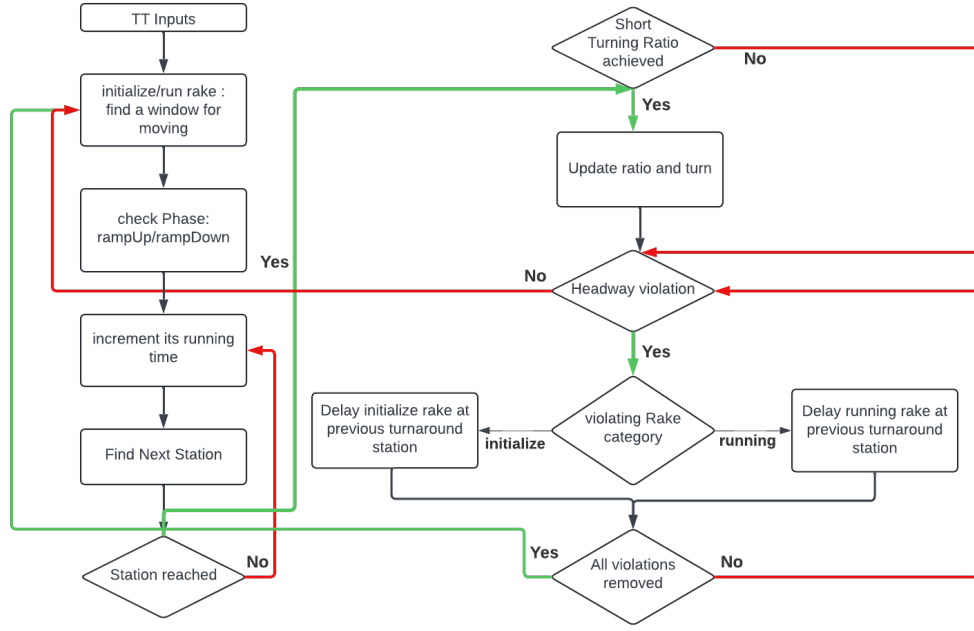 TT Inputs
initialize/run rake :
find a window for
moving
check Phase:
rampUp/rampDown
increment its running
time
Find Next Station
Station reached
No
Yes
Short
Turning Ratio
achieved
No
Yes
Update ratio and turn
Headway violation
No
Yes
violating Rake
category
initialize
running
Delay initialize rake at
previous turnaround
station
Delay running rake at
previous turnaround
station
All violations
removed
Yes
No